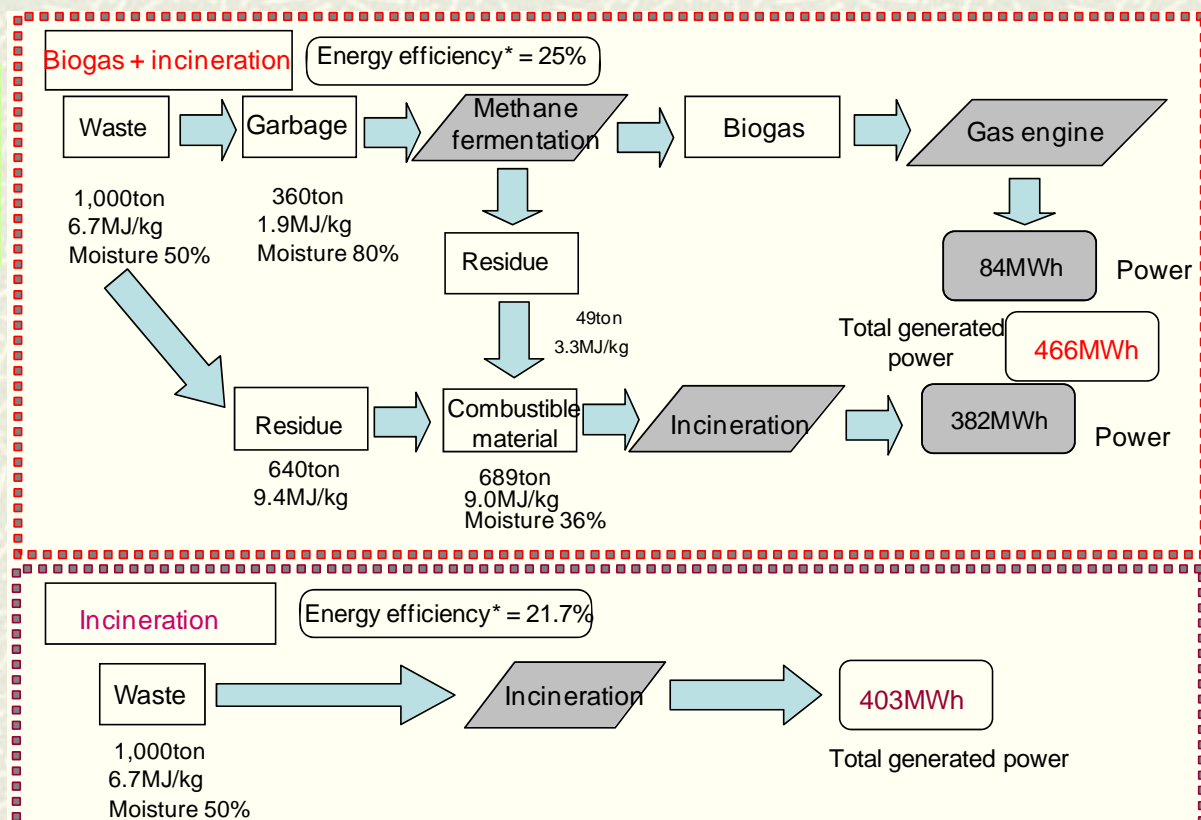 Biogas + incineration
Energy efficiency* = 25%
Waste
Garbage
Methane
fermentation
Biogas
Gas engine
1,000ton
6.7MJ/kg
Moisture 50%
360ton
1.9MJ/kg
Moisture 80%
Residue
84MWh
Power
49ton
3.3MJ/kg
Total generated
power
466MWh
Residue
Combustible
material
Incineration
382MWh
Power
640ton
9.4MJ/kg
689ton
9.0MJ/kg
Moisture 36%
Incineration
Energy efficiency* = 21.7%
Waste
Incineration
403MWh
1,000ton
6.7MJ/kg
Moisture 50%
Total generated power